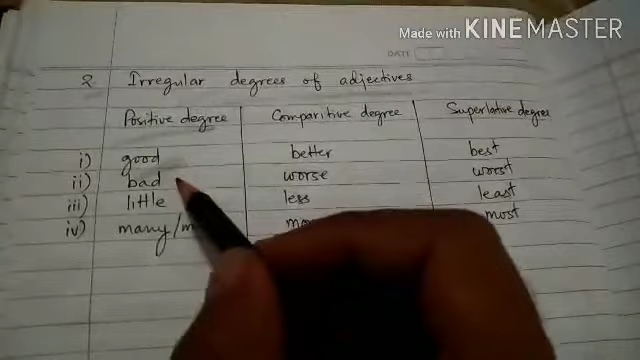 Made with KINEMASTER
DATE
2 Irregular degrees of adjectives
Positive degree Comparitive degree Superlative degree
i) good better best
ii) bad worse worst
iii) little less least
iv) many/ most